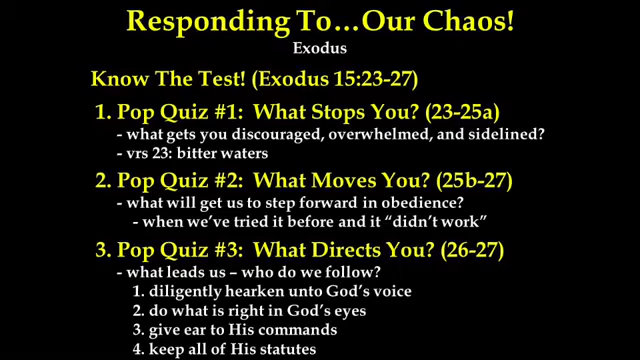 Responding To…Our Chaos!
Exodus
Know The Test! (Exodus 15:23-27)
1. Pop Quiz #1:  What Stops You? (23-25a)
- what gets you discouraged, overwhelmed, and sidelined?
- vrs 23: bitter waters
2. Pop Quiz #2:  What Moves You? (25b-27)
- what will get us to step forward in obedience?
- when we’ve tried it before and it “didn’t work”
3. Pop Quiz #3:  What Directs You? (26-27)
- what leads us – who do we follow?
1. diligently hearken unto God’s voice
2. do what is right in God’s eyes
3. give ear to His commands
4. keep all of His statutes